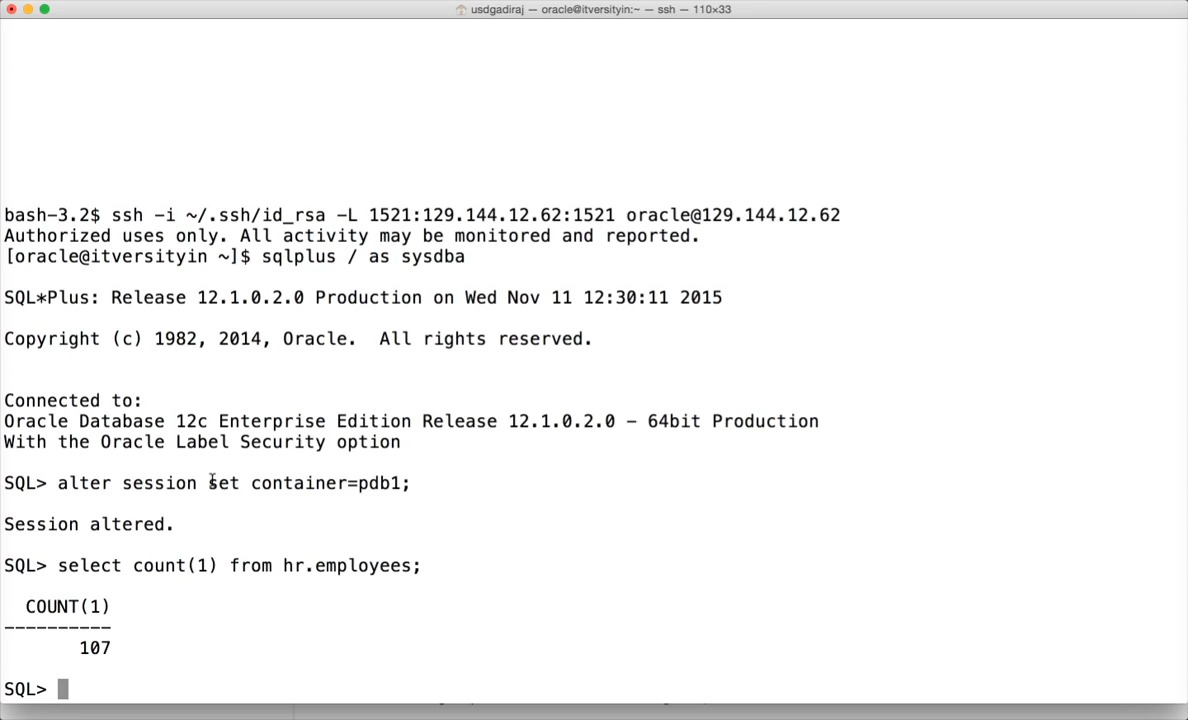 usdgadiraj — oracle@itversityin:~ — ssh — 110×33
bash-3.2$ ssh -i ~/.ssh/id_rsa -L 1521:129.144.12.62:1521 oracle@129.144.12.62
Authorized uses only. All activity may be monitored and reported.
[oracle@itversityin ~]$ sqlplus / as sysdba
SQL*Plus: Release 12.1.0.2.0 Production on Wed Nov 11 12:30:11 2015
Copyright (c) 1982, 2014, Oracle.  All rights reserved.
Connected to:
Oracle Database 12c Enterprise Edition Release 12.1.0.2.0 - 64bit Production
With the Oracle Label Security option
SQL> alter session set container=pdb1;
Session altered.
SQL> select count(1) from hr.employees;
COUNT(1)
----------
107
SQL>